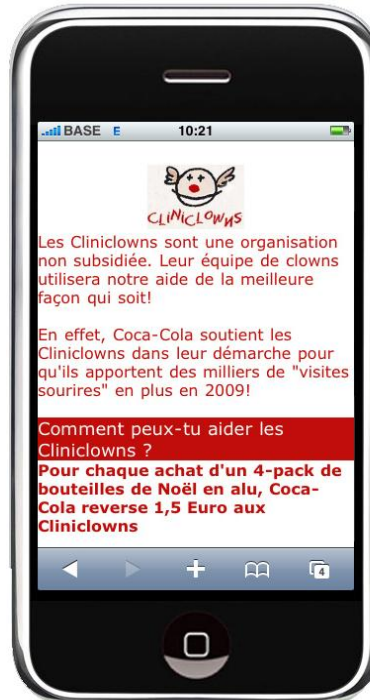 BASE E 10:21
CLiNiCLOWNS
Les Cliniclowns sont une organisation
non subsidiée. Leur équipe de clowns
utilisera notre aide de la meilleure
façon qui soit!
En effet, Coca-Cola soutient les
Cliniclowns dans leur démarche pour
qu'ils apportent des milliers de "visites
sourires" en plus en 2009!
Comment peux-tu aider les
Cliniclowns ?
Pour chaque achat d'un 4-pack de
bouteilles de Noël en alu, Coca-
Cola reverse 1,5 Euro aux
Cliniclowns
4